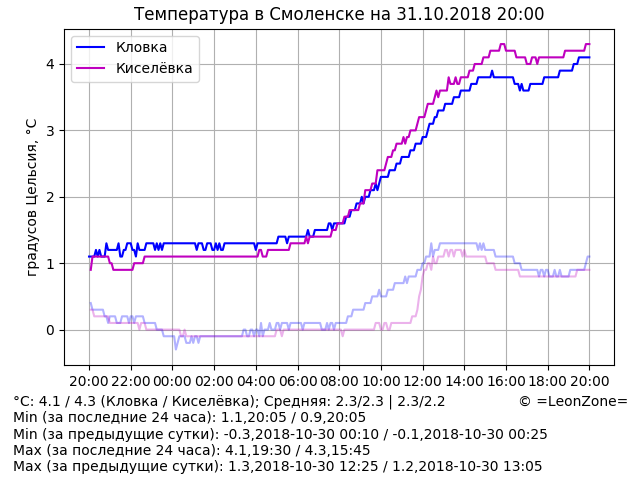 Температура в Смоленске на 31.10.2018 20:00
Кловка
Киселёвка
градусов Цельсия, °C
4
3
2
1
0
20:00 22:00 00:00 02:00 04:00 06:00 08:00 10:00 12:00 14:00 16:00 18:00 20:00
°C: 4.1 / 4.3 (Кловка / Киселёвка); Средняя: 2.3/2.3 | 2.3/2.2 © =LeonZone=
Min (за последние 24 часа): 1.1,20:05 / 0.9,20:05
Min (за предыдущие сутки): -0.3,2018-10-30 00:10 / -0.1,2018-10-30 00:25
Max (за последние 24 часа): 4.1,19:30 / 4.3,15:45
Max (за предыдущие сутки): 1.3,2018-10-30 12:25 / 1.2,2018-10-30 13:05